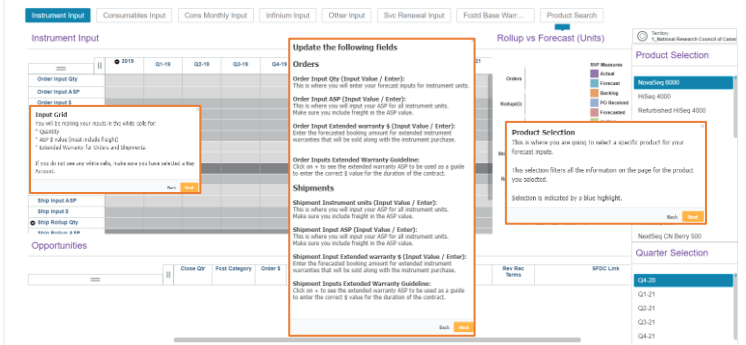 Instrument Input
Consumables Input
Cons Monthly Input
Infinium Input
Other Input
Svc Renewal Input
Fcstd Base Warr...
Product Search
Instrument Input
Rollup vs Forecast (Units)
Territory
2019
Q1-19
Q2-19
Q3-19
Q4-19
21
Order Input Qty
Order Input ASP
Order Input $
Input Grid
You will be making your inputs in the white cells for:
* Quantity
* ASP $ Value (must include freight)
* Extended Warranty for Orders and Shipments.
If you do not see any white cells, make sure you have selected a Key
Account.
Back
Next
Ship Input ASP
Ship Input $
Ship Rollup Qty
Ship Rollup ASP
Update the following fields
Orders
Order Input Qty (Input Value / Enter):
This is where you will enter your forecast inputs for instrument units.
Order Input ASP (Input Value / Enter):
This is where you will input your ASP for all instrument units.
Make sure you include freight in the ASP value.
Order Input Extended warranty $ (Input Value / Enter):
Enter the forecasted booking amount for extended instrument
warranties that will be sold along with the instrument purchase.
Order Inputs Extended Warranty Guideline:
Click on + to see the extended warranty ASP to be used as a guide
to enter the correct $ value for the duration of the contract.
Shipments
Shipment Instrument units (Input Value / Enter):
This is where you will input your ASP for all instrument units.
Make sure you include freight in the ASP value.
Shipment Input ASP (Input Value / Enter):
This is where you will input your ASP for all instrument units.
Make sure you include freight in the ASP value.
Shipment Input Extended warranty $ (Input Value / Enter):
Enter the forecasted booking amount for extended instrument
warranties that will be sold along with the instrument purchase.
Shipment Inputs Extended Warranty Guideline:
Click on + to see the extended warranty ASP to be used as a guide
to enter the correct $ value for the duration of the contract.
Back
Next
Orders
RVF Measures
Actual
Forecast
Backlog
PO Received
Forecasted
Product Selection
This is where you are going to select a specific product for your
forecast inputs.
This selection filters all the information on the page for the product
you selected.
Selection is indicated by a blue highlight.
Back
Next
Product Selection
NovaSeq 6000
HiSeq 4000
Refurbished HiSeq 4000
NextSeq CN Berry 500
Opportunities
Close Qtr
Fcst Category
Order $
Rev Rec
Terms
SFDC Link
Quarter Selection
Q4-20
Q1-21
Q2-21
Q3-21
Q4-21